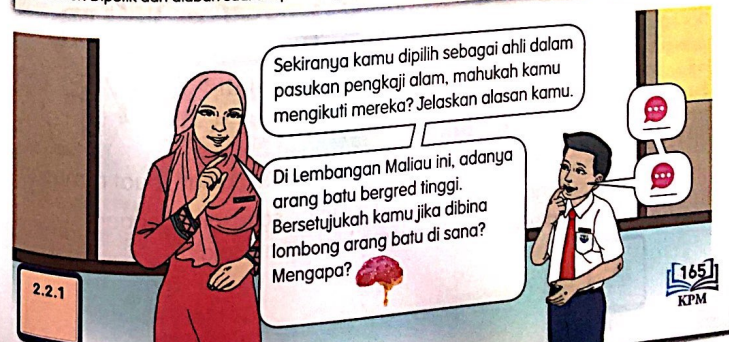 Sekiranya kamu dipilih sebagai ahli dalam
pasukan pengkaji alam, mahukah kamu
mengikuti mereka? Jelaskan alasan kamu.
Di Lembangan Maliau ini, adanya
arang batu bergred tinggi.
Bersetujukah kamu jika dibina
lombong arang batu di sana?
Mengapa?
2.2.1
165
KPM